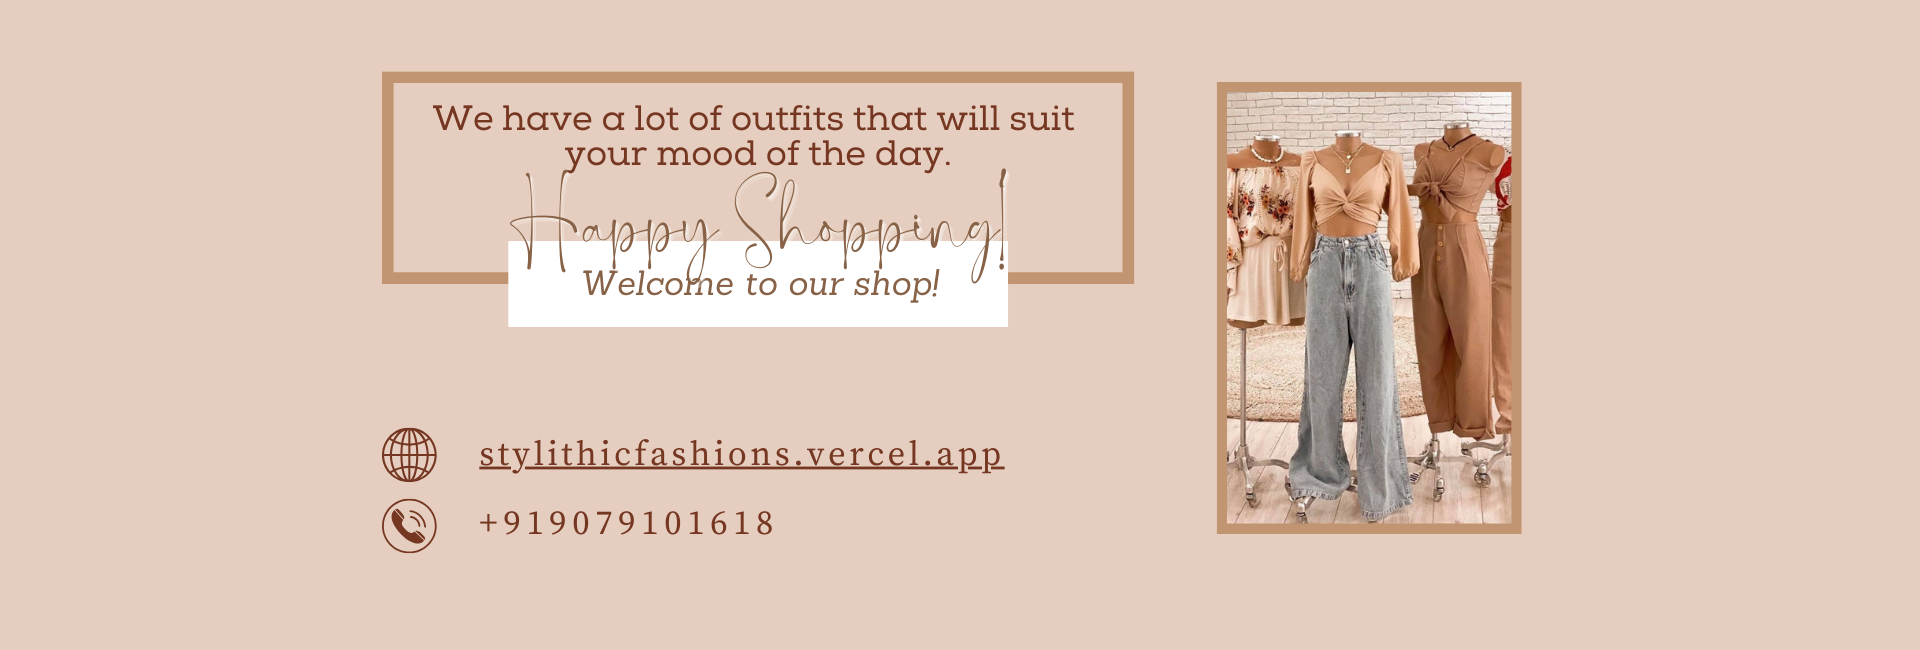 We have a lot of outfits that will suit
your mood of the day.
Happy Shopping!
Welcome to our shop!
stylithicfashions.vercel.app
+919079101618